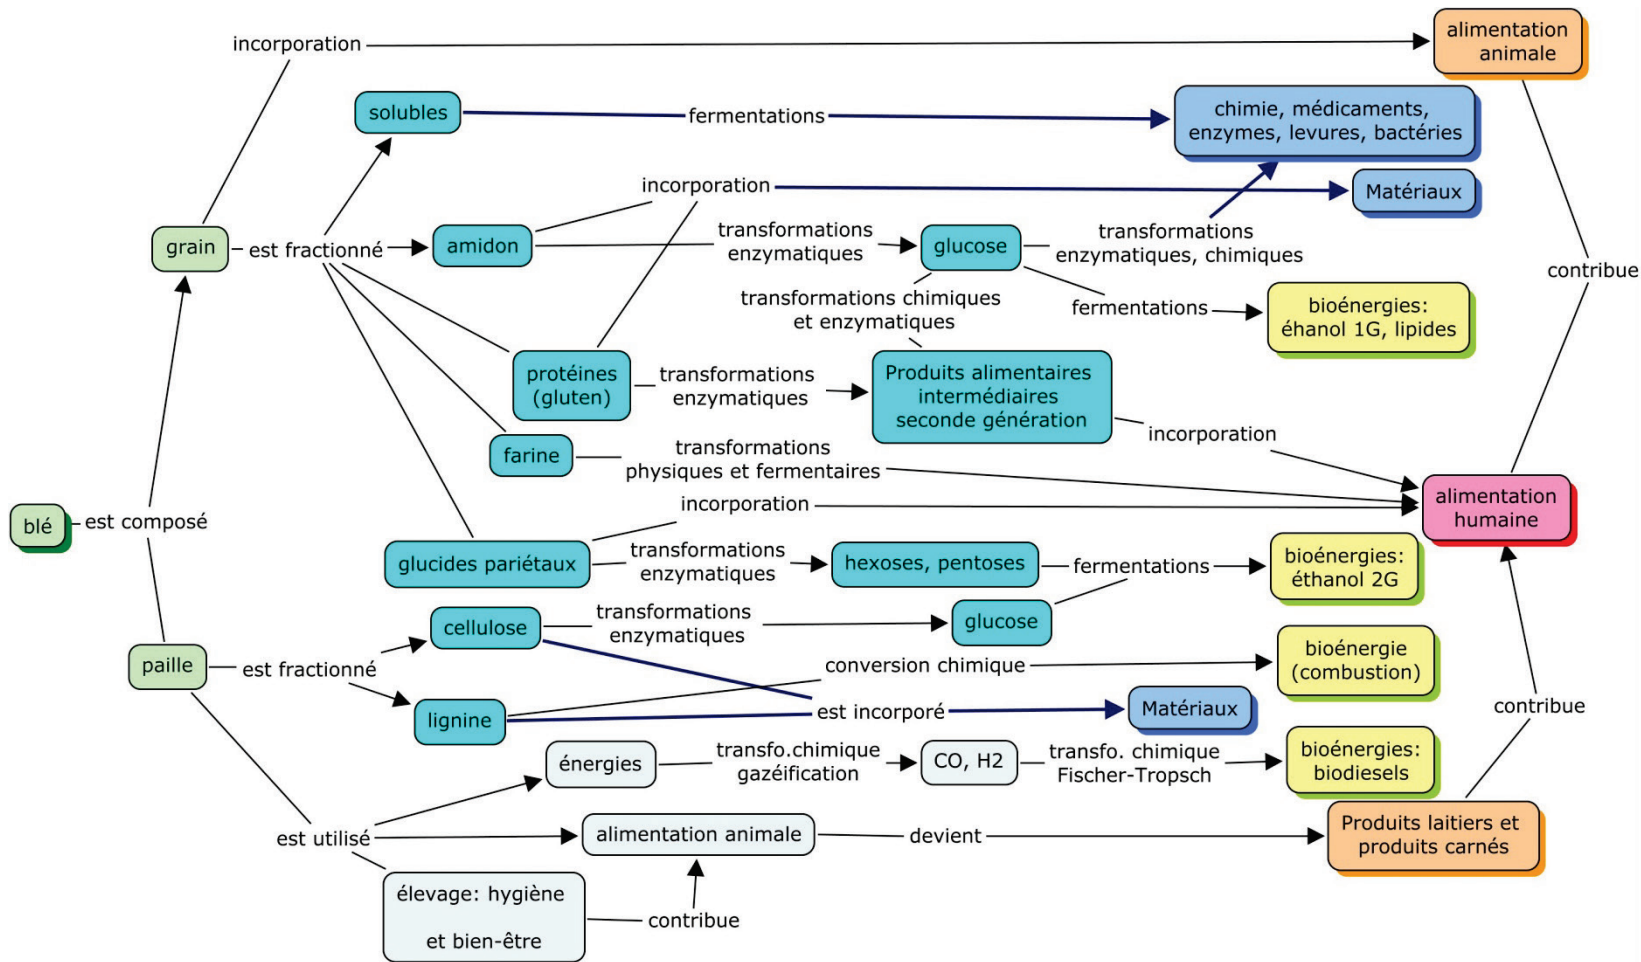 incorporation
alimentation
animale
solubles
fermentations
chimie, médicaments,
enzymes, levures, bactéries
incorporation
Matériaux
grain
est fractionné
amidon
transformations
enzymatiques
glucose
transformations
enzymatiques, chimiques
contribue
transformations chimiques
et enzymatiques
fermentations
bioénergies:
éhanol 1G, lipides
protéines
(gluten)
transformations
enzymatiques
Produits alimentaires
intermédiaires
seconde génération
incorporation
farine
transformations
physiques et fermentaires
incorporation
alimentation
humaine
blé
est composé
glucides pariétaux
transformations
enzymatiques
hexoses, pentoses
fermentations
bioénergies:
éthanol 2G
cellulose
transformations
enzymatiques
glucose
paille
est fractionné
conversion chimique
bioénergie
(combustion)
lignine
est incorporé
Matériaux
contribue
énergies
transfo.chimique
gazéification
CO, H2
transfo. chimique
Fischer-Tropsch
bioénergies:
biodiesels
est utilisé
alimentation animale
devient
Produits laitiers et
produits carnés
élevage: hygiène
et bien-être
contribue